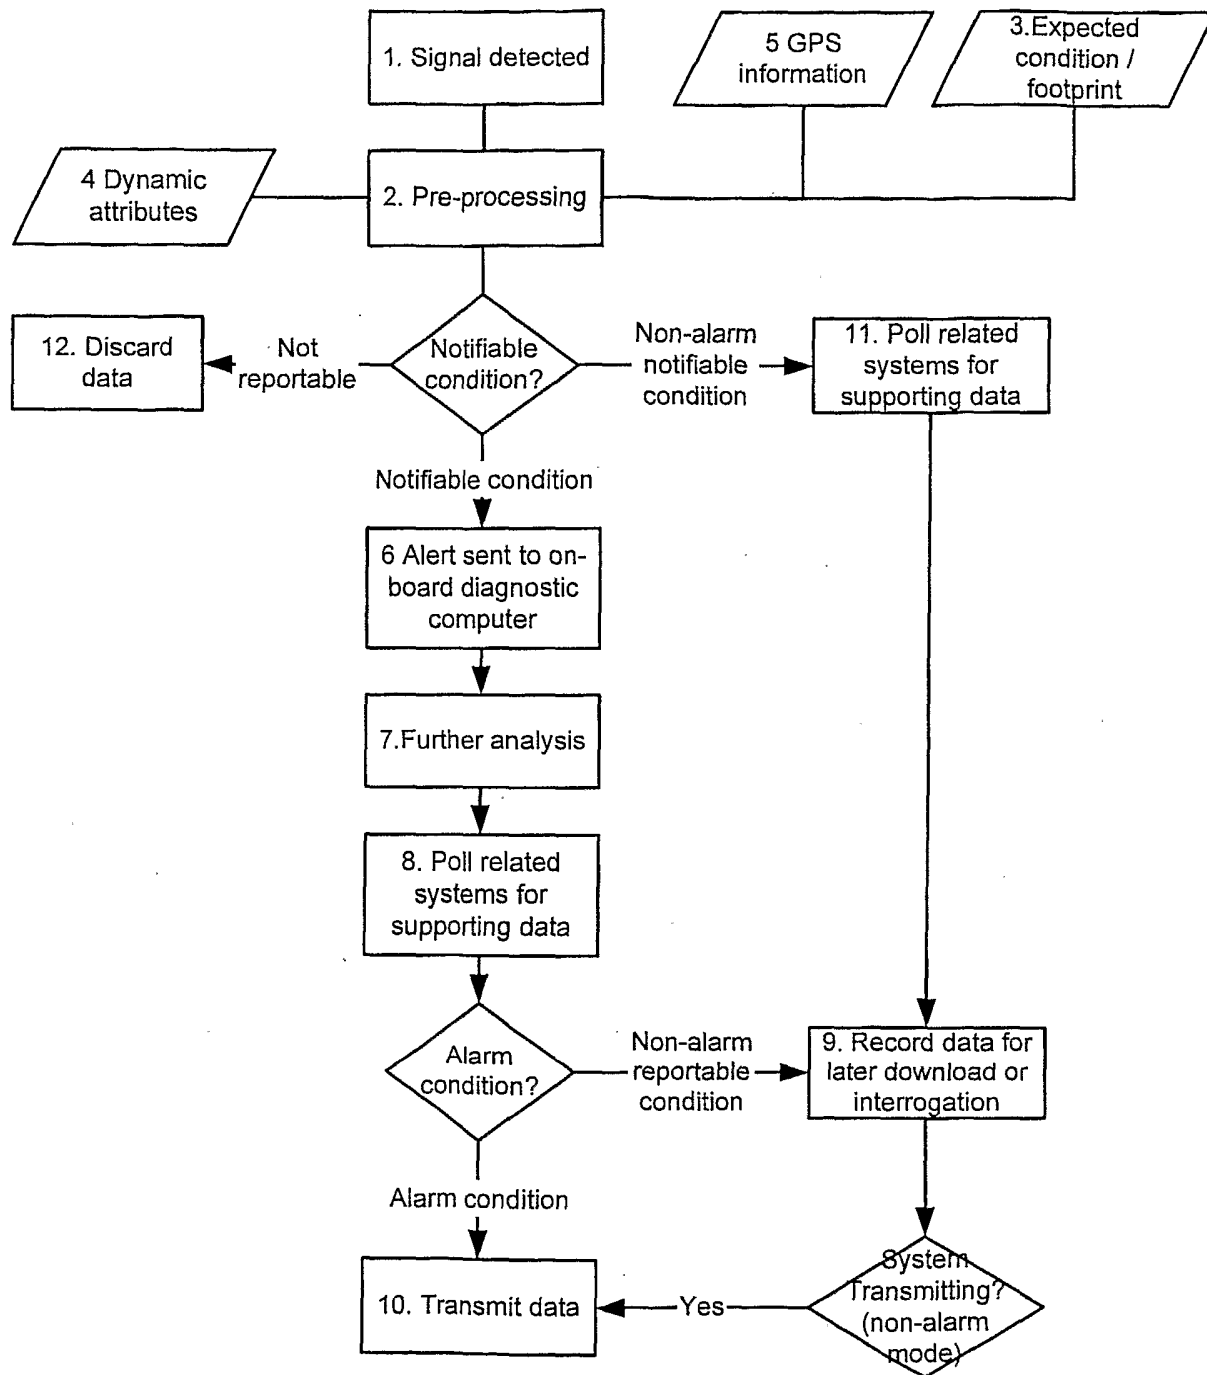 1. Signal detected
5 GPS
information
3.Expected
condition /
footprint
4 Dynamic
attributes
2. Pre-processing
12. Discard
data
Not
reportable
Notifiable
condition?
Non-alarm
notifiable
condition
11. Poll related
systems for
supporting data
Notifiable condition
6 Alert sent to on-
board diagnostic
computer
7.Further analysis
8. Poll related
systems for
supporting data
Alarm
condition?
Non-alarm
reportable
condition
9. Record data for
later download or
interrogation
Alarm condition
10. Transmit data
Yes
System
Transmitting?
(non-alarm
mode)